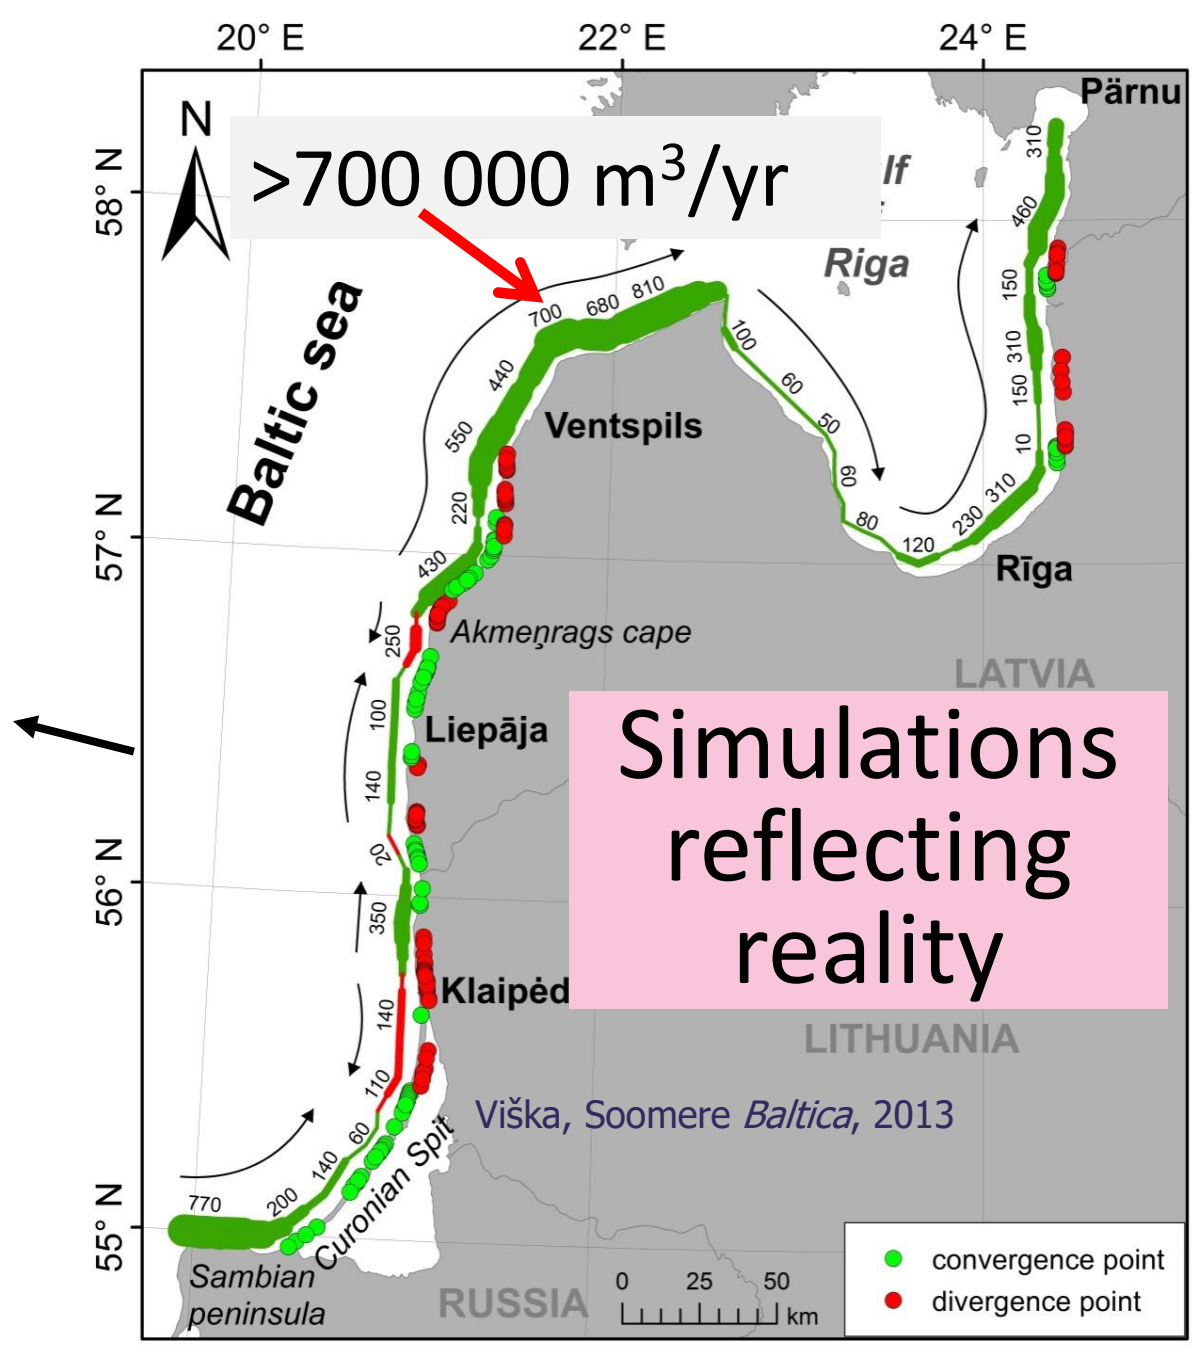 20° E
22° E
24° E
Pärnu
N
>700 000 m³/yr
lf
Riga
58° N
57° N
56° N
55° N
Baltic sea
310
460
150
310
150
10
310
230
120
80
60
50
60
100
810
680
700
440
550
220
430
250
100
140
20
350
140
110
60
140
200
770
Ventspils
Rīga
Akmeņrags cape
LATVIA
Liepāja
Simulations
reflecting
reality
Klaipėd
LITHUANIA
Viška, Soomere Baltica, 2013
Curonian Spit
Sambian
peninsula
RUSSIA
0 25 50
km
convergence point
divergence point